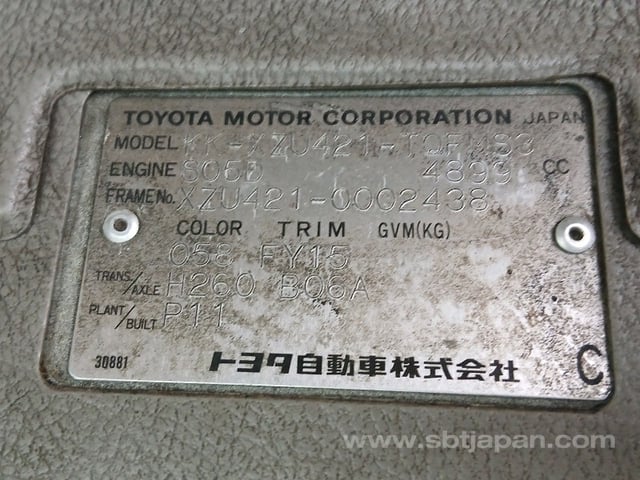 TOYOTA MOTOR CORPORATION JAPAN
MODEL KK-XZU421-TQFMS3
ENGINE S05D 4899 CC
FRAME No. XZU421-0002438
COLOR TRIM GVM(KG)
058 FY15
TRANS/AXLE H260 B06A
PLANT/BUILT P11
30881 トヨタ自動車株式会社 C
www.sbtjapan.com